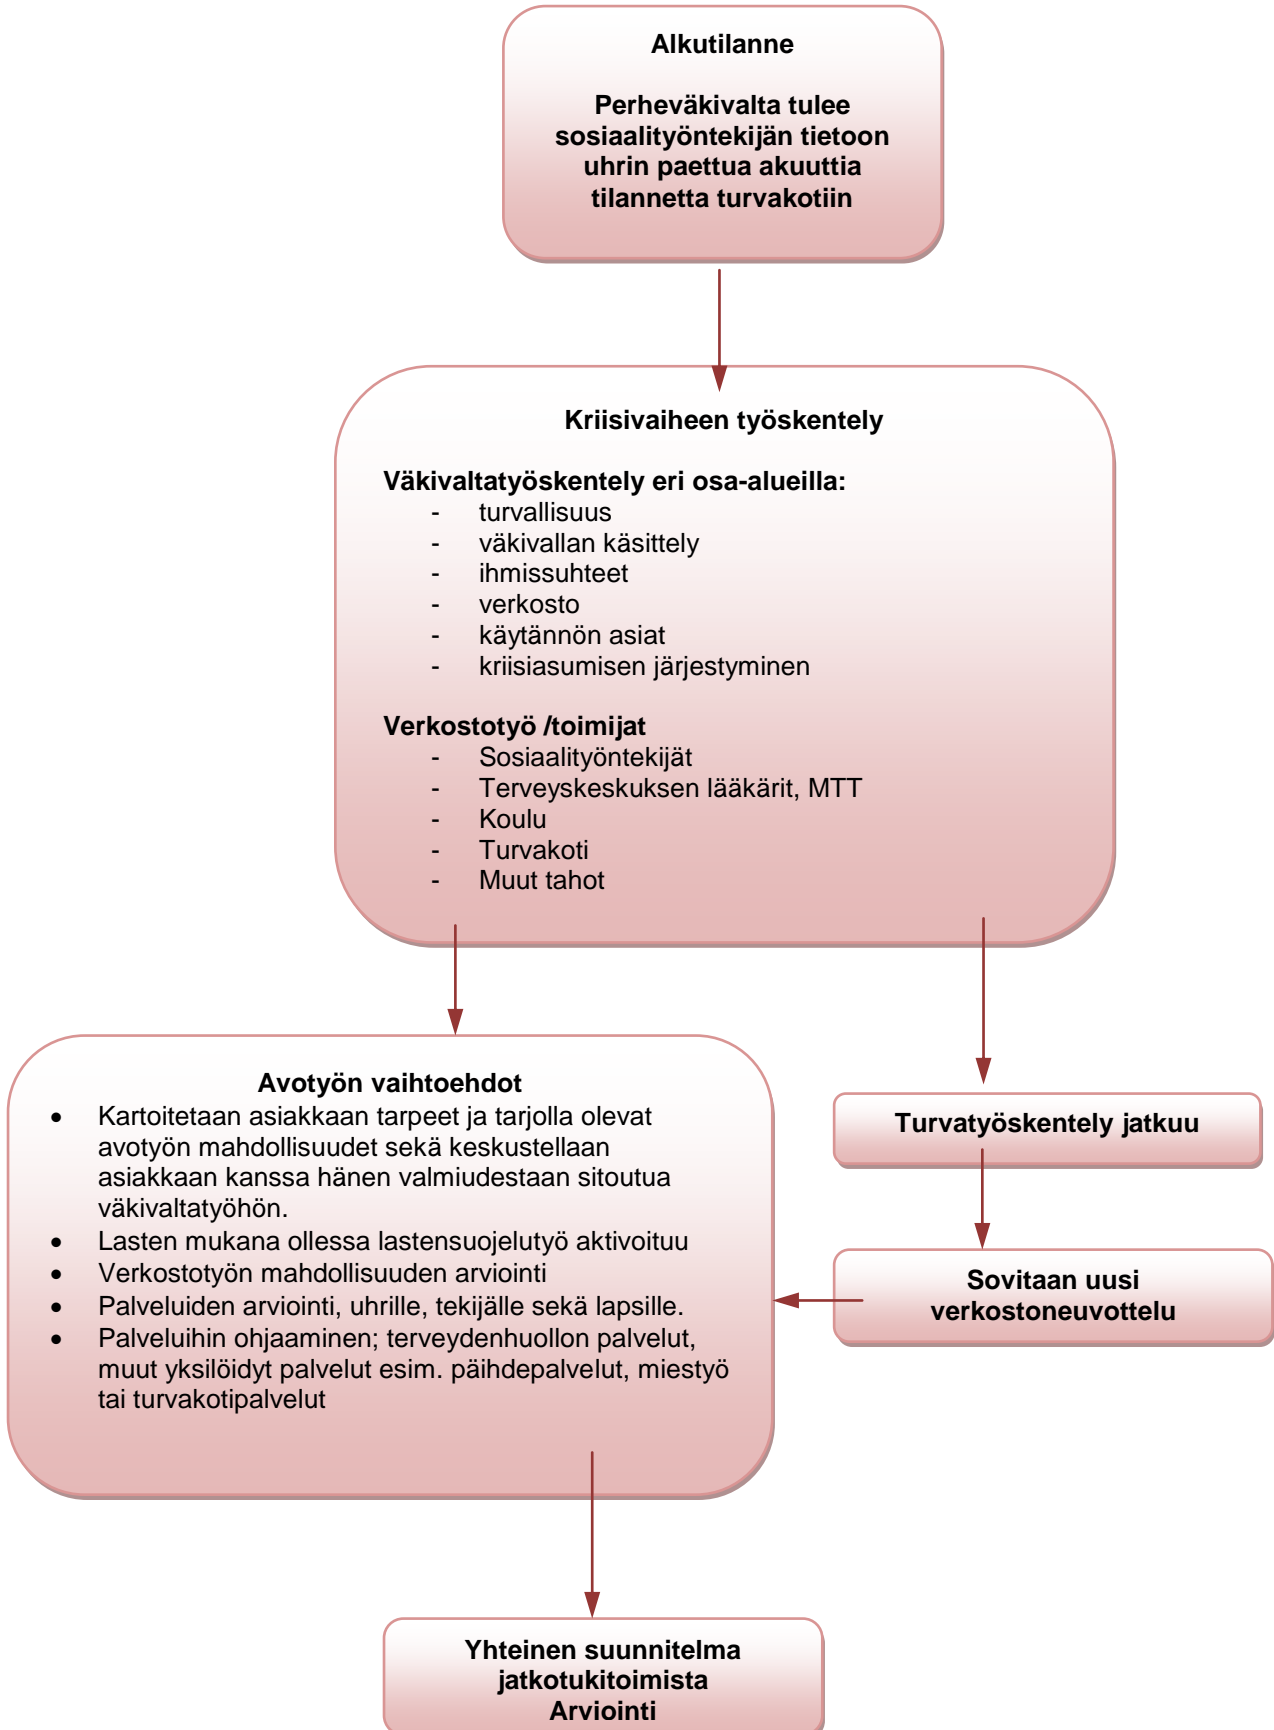 Alkutilanne
Perheväkivalta tulee
sosiaalityöntekijän tietoon
uhrin paettua akuuttia
tilannetta turvakotiin
Kriisivaiheen työskentely
Väkivaltatyöskentely eri osa-alueilla:
- turvallisuus
- väkivallan käsittely
- ihmissuhteet
- verkosto
- käytännön asiat
- kriisiasumisen järjestyminen
Verkostotyö /toimijat
- Sosiaalityöntekijät
- Terveyskeskuksen lääkärit, MTT
- Koulu
- Turvakoti
- Muut tahot
Avotyön vaihtoehdot
• Kartoitetaan asiakkaan tarpeet ja tarjolla olevat
avotyön mahdollisuudet sekä keskustellaan
asiakkaan kanssa hänen valmiudestaan sitoutua
väkivaltatyöhön.
• Lasten mukana ollessa lastensuojelutyö aktivoituu
• Verkostotyön mahdollisuuden arviointi
• Palveluiden arviointi, uhrille, tekijälle sekä lapsille.
• Palveluihin ohjaaminen; terveydenhuollon palvelut,
muut yksilöidyt palvelut esim. päihdepalvelut, miestyö
tai turvakotipalvelut
Turvatyöskentely jatkuu
Sovitaan uusi
verkostoneuvottelu
Yhteinen suunnitelma
jatkotukitoimista
Arviointi